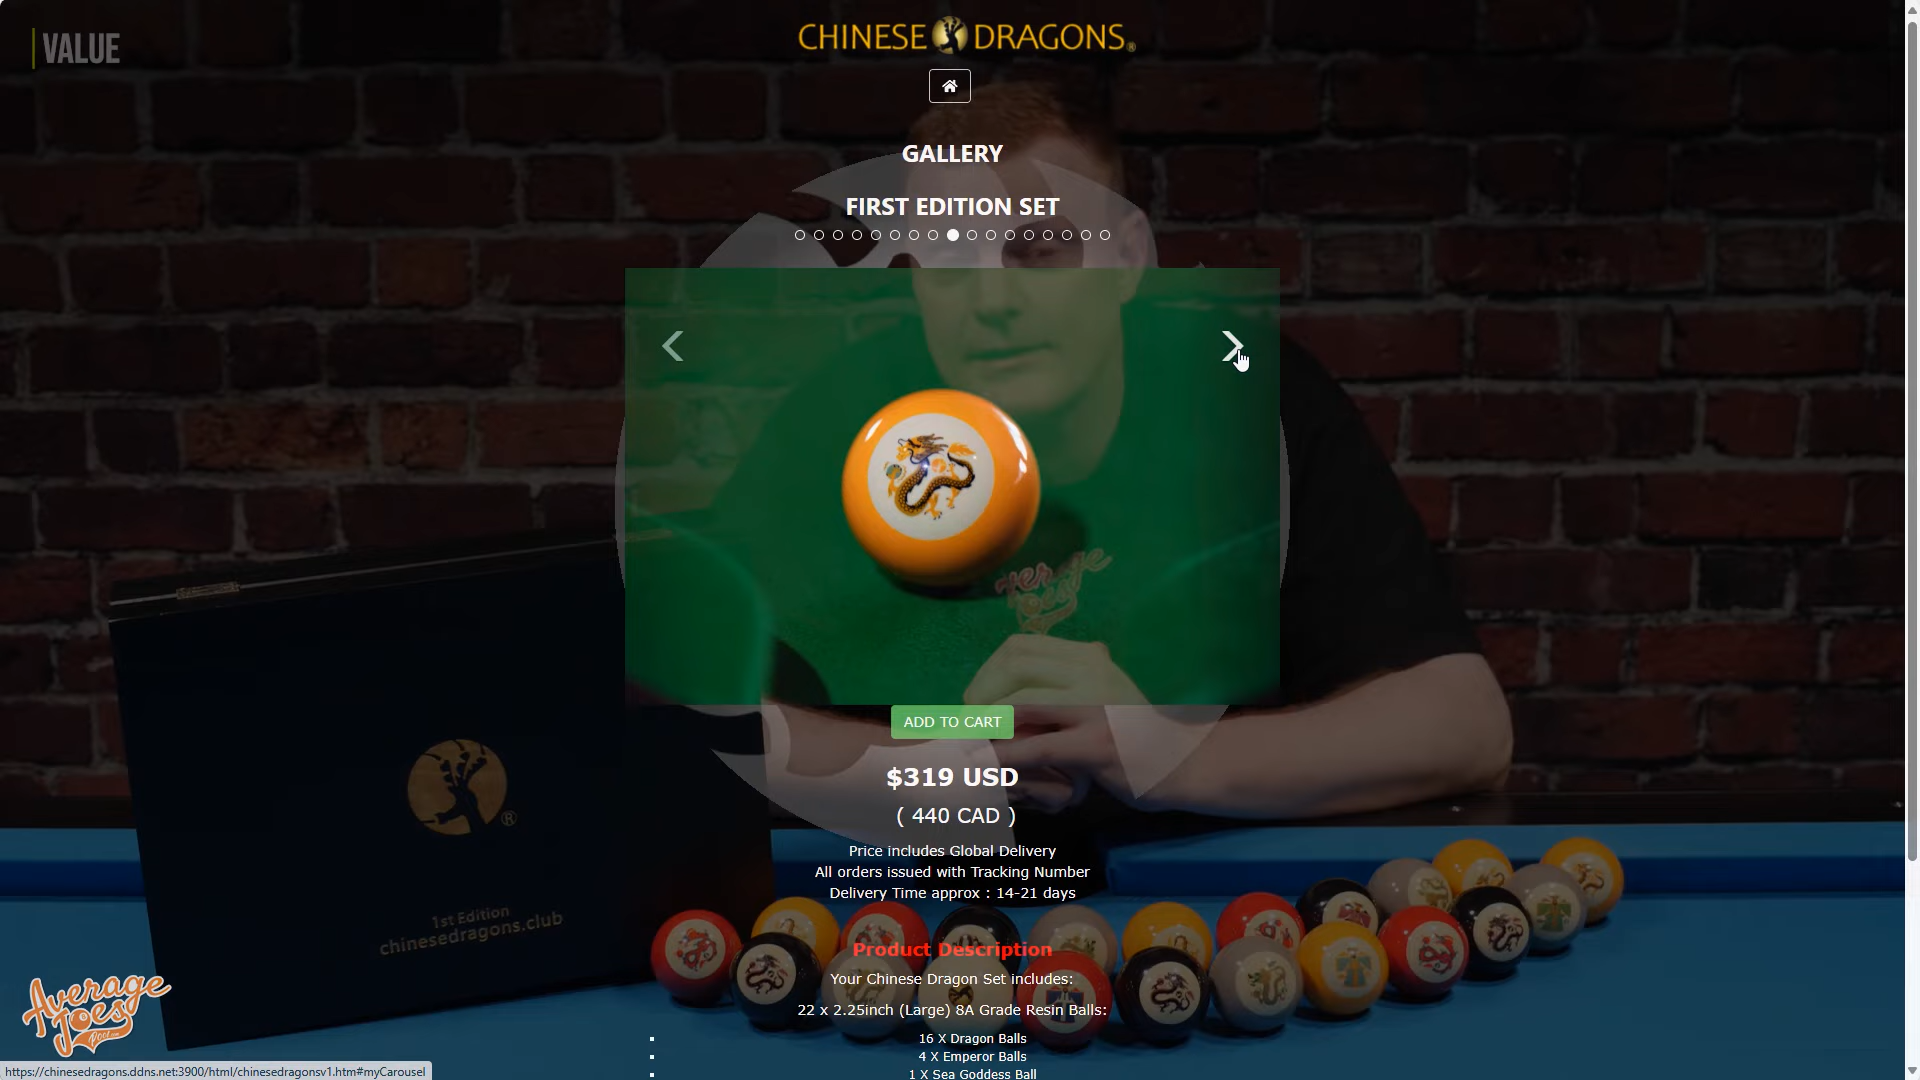 VALUE
CHINESE DRAGONS®
GALLERY
FIRST EDITION SET
ADD TO CART
$319 USD
( 440 CAD )
Price includes Global Delivery
All orders issued with Tracking Number
Delivery Time approx : 14-21 days
®
1st Edition
chinesedragons.club
Product Description
Your Chinese Dragon Set includes:
22 x 2.25inch (Large) 8A Grade Resin Balls:
16 X Dragon Balls
4 X Emperor Balls
1 X Sea Goddess Ball
Average
Joes
Average
Joes
Pool
https://chinesedragons.ddns.net:3900/html/chinesedragonsv1.htm#myCarousel